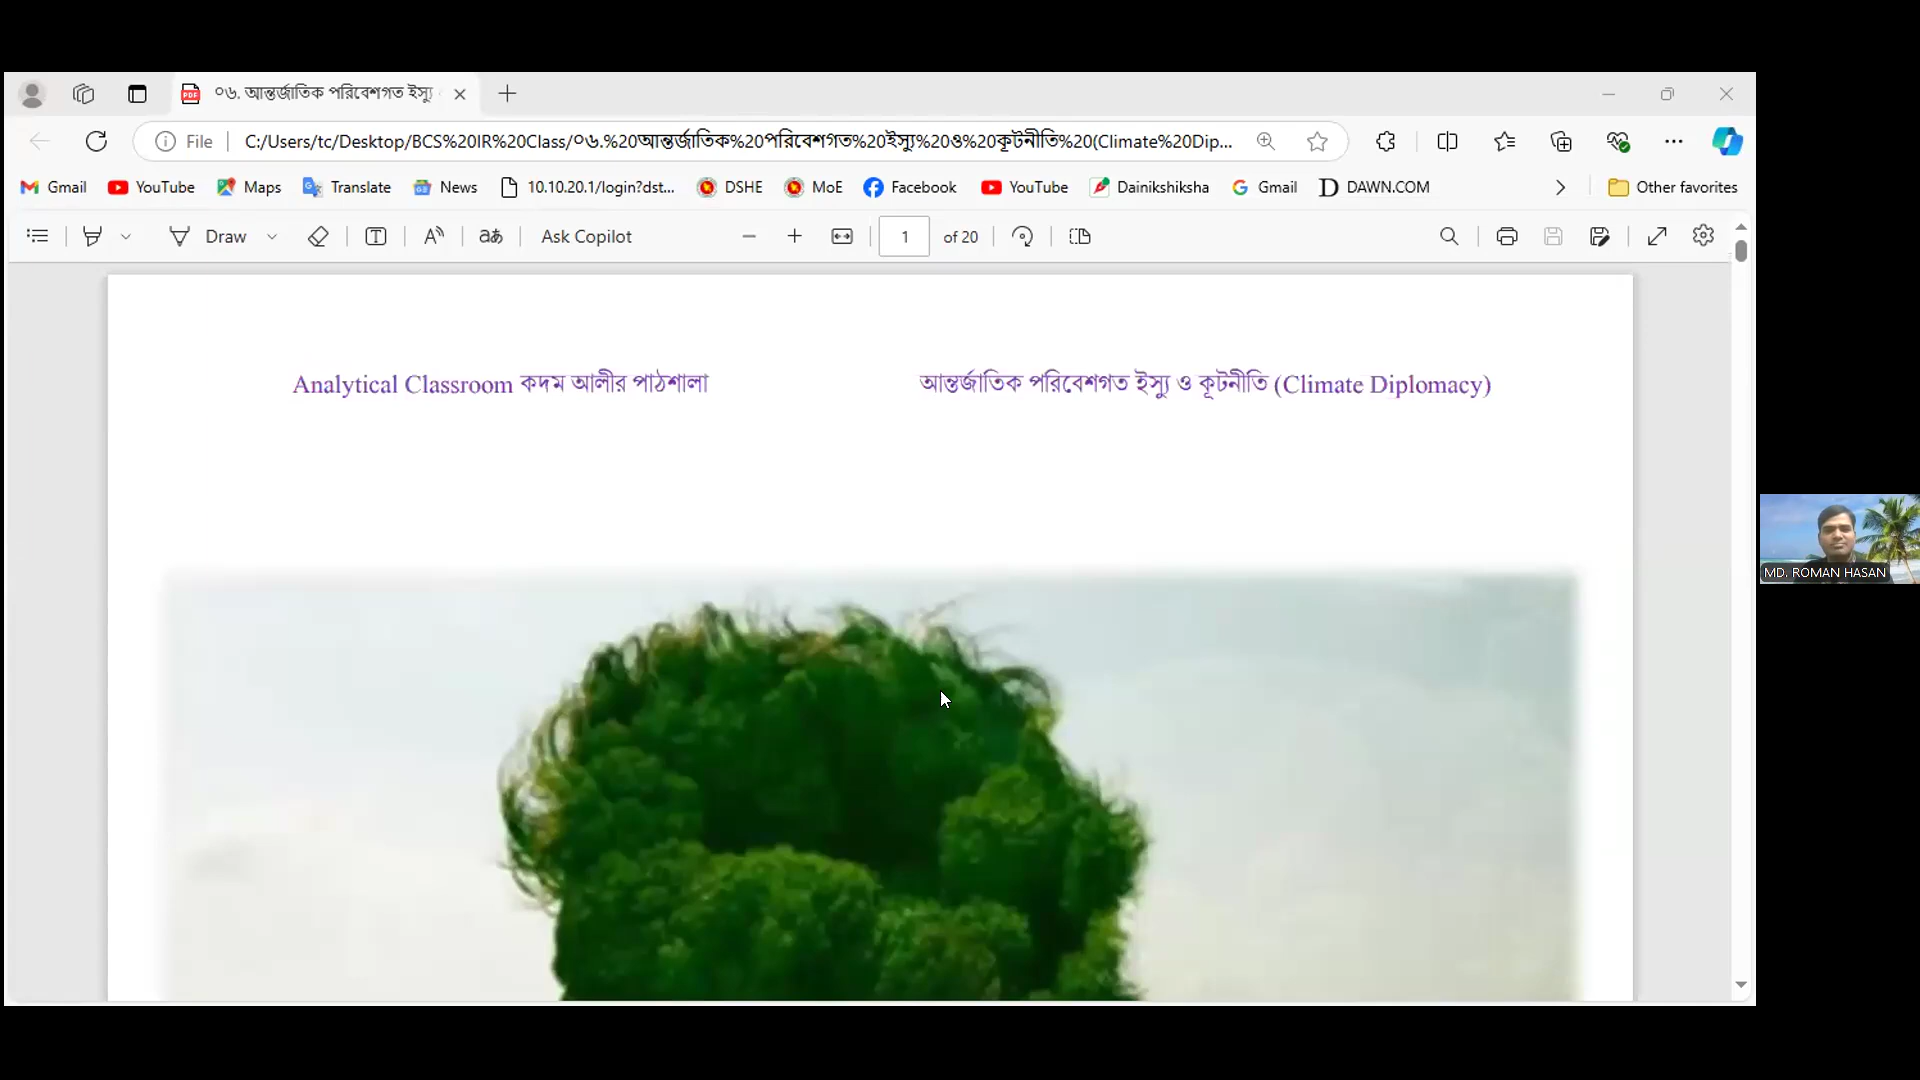 ০৬. আন্তর্জাতিক পরিবেশগত ইস্যু
File
C:/Users/tc/Desktop/BCS%20IR%20Class/০৬.%20আন্তর্জাতিক%20পরিবেশগত%20ইস্যু%20ও%20কূটনীতি%20(Climate%20Dip...
Gmail YouTube Maps Translate News 10.10.20.1/login?dst... DSHE MoE Facebook YouTube Dainikshiksha Gmail DAWN.COM Other favorites
Draw Ask Copilot 1 of 20
Analytical Classroom কদম আলীর পাঠশালা আন্তর্জাতিক পরিবেশগত ইস্যু ও কূটনীতি (Climate Diplomacy)
MD. ROMAN HASAN